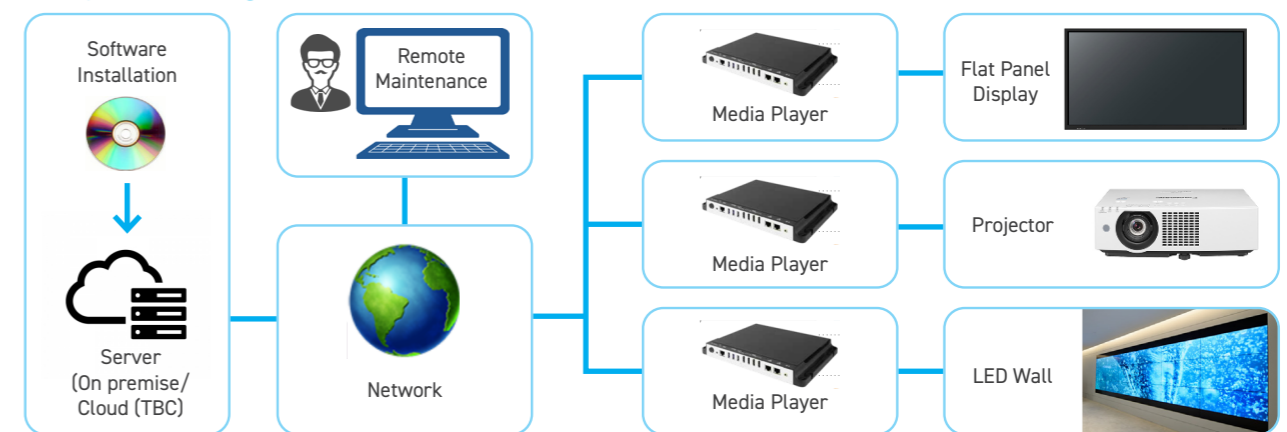 Software
Installation
Server
(On premise/
Cloud (TBC)
Remote
Maintenance
Network
Media Player
Media Player
Media Player
Flat Panel
Display
Projector
LED Wall